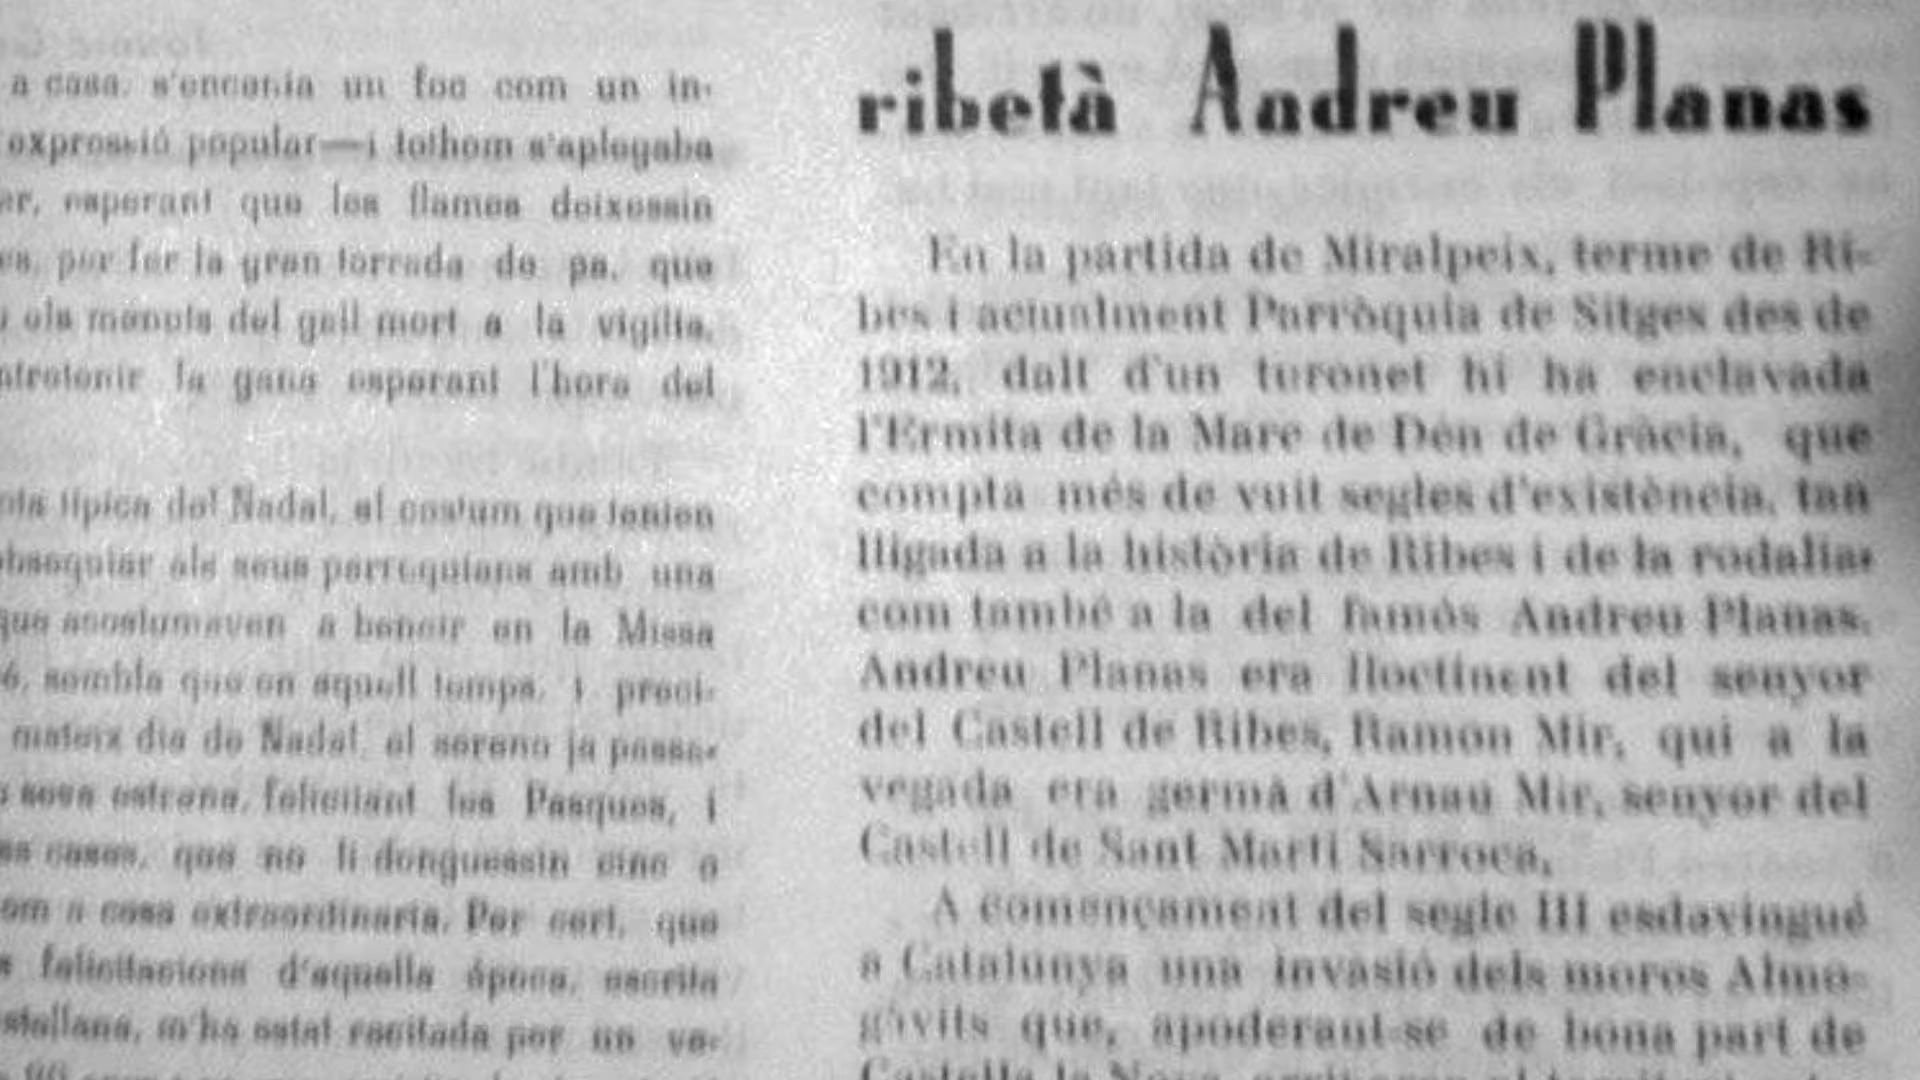 a casa. s'encenia un foc com un in-
expressió popular—i tothom s'aplegaba
er, esperant que les flames deixessin
es, per fer la gran torrada de pa, que
els menuts del gall mort a la vigilia,
la gana esperant l'hora del
típica del Nadal, el costum que tenien
obsequiar als seus parroquians amb una
que acostumaven a beneir en la Missa
é, sembla que en aquell temps, i preci-
mateix dia de Nadal, el sereno ja passa-
seva estrena, felicitant les Pasques, i
cases, que no li donguessin cinc o
om a cosa extraordinaria. Per cert, que
felicitacions d'aquella época, escrita
stellana, m'ha estat recitada per un ve-
ribetà Andreu Planas
En la partida de Miralpeix, terme de Ri-
bes i actualment Parròquia de Sitges des de
1912, dalt d'un turonet hi ha enclavada
l'Ermita de la Mare de Déu de Gràcia, que
compta més de vuit segles d'existència, tan
lligada a la història de Ribes i de la rodalia
com també a la del famós Andreu Planas.
Andreu Planas era lloctinent del senyor
del Castell de Ribes, Ramon Mir, qui a la
vegada era germà d'Arnau Mir, senyor del
Castell de Sant Martí Sarroca.
A començament del segle III esdevingué
a Catalunya una invasió dels moros Almo-
gàvits que, apoderant-se de bona part de
Castella la Nova,